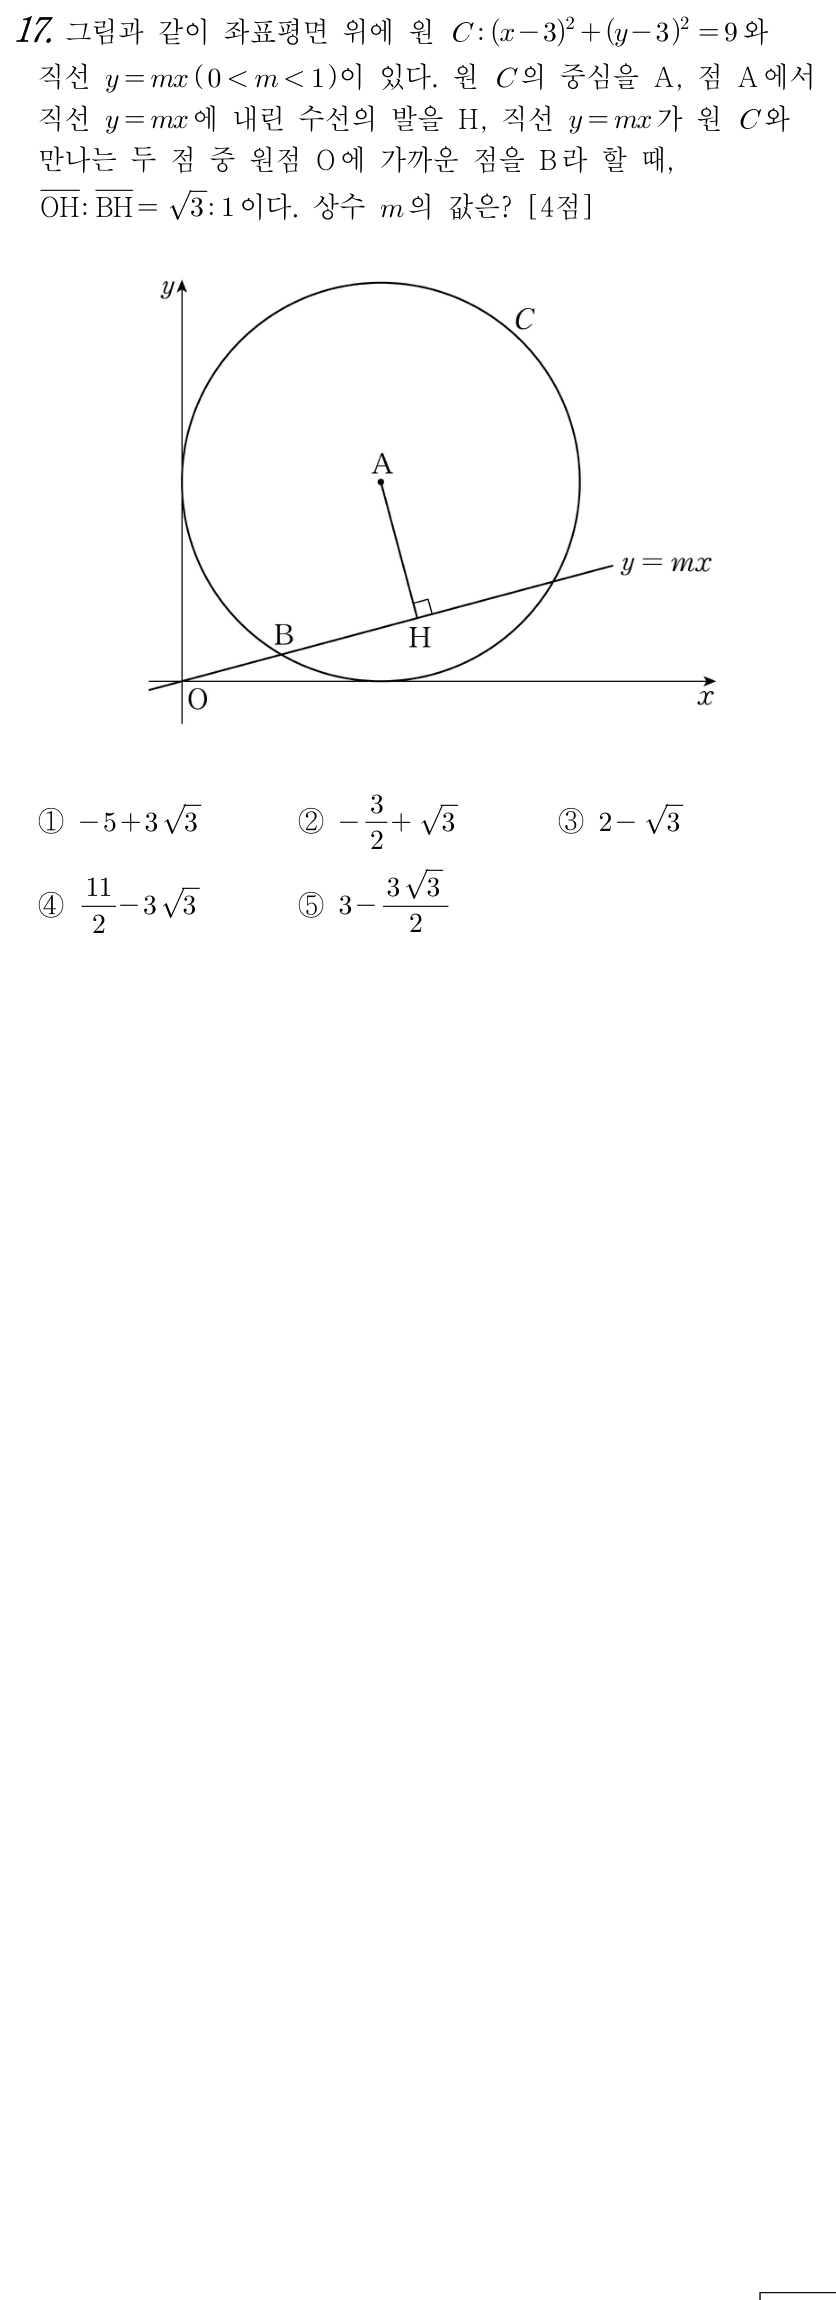 17. 그림과 같이 좌표평면 위에 원 C:(x−3)²+(y−3)²=9와
직선 y=mx(0<m<1)이 있다. 원 C의 중심을 A, 점 A에서
직선 y=mx에 내린 수선의 발을 H, 직선 y=mx가 원 C와
만나는 두 점 중 원점 O에 가까운 점을 B라 할 때,
O̅H̅:B̅H̅=√3:1이다. 상수 m의 값은? [4점]
y
C
A
y=mx
B
H
O
x
① −5+3√3 ② −3/2+√3 ③ 2−√3
④ 11/2−3√3 ⑤ 3−3√3/2